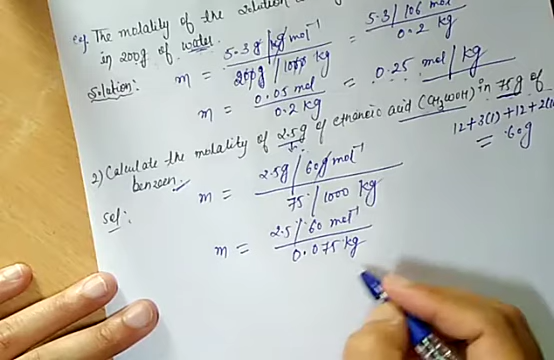 eg. The molality of the solution
in 200g of water.
Solution: m = 5.3g/kg mol⁻¹ / 200g/1000 kg = 5.3/106 mol / 0.2 kg
m = 0.05 mol / 0.2 kg = 0.25 mol/kg
2) Calculate the molality of 2.5g of ethanoic acid (CH3COOH) in 75g of
benzen.
12+3(1)+12+2(16
= 60g
Sol: m = 2.5g/60g mol⁻¹ / 75/1000 kg
m = 2.5/60 mol⁻¹ / 0.075 kg